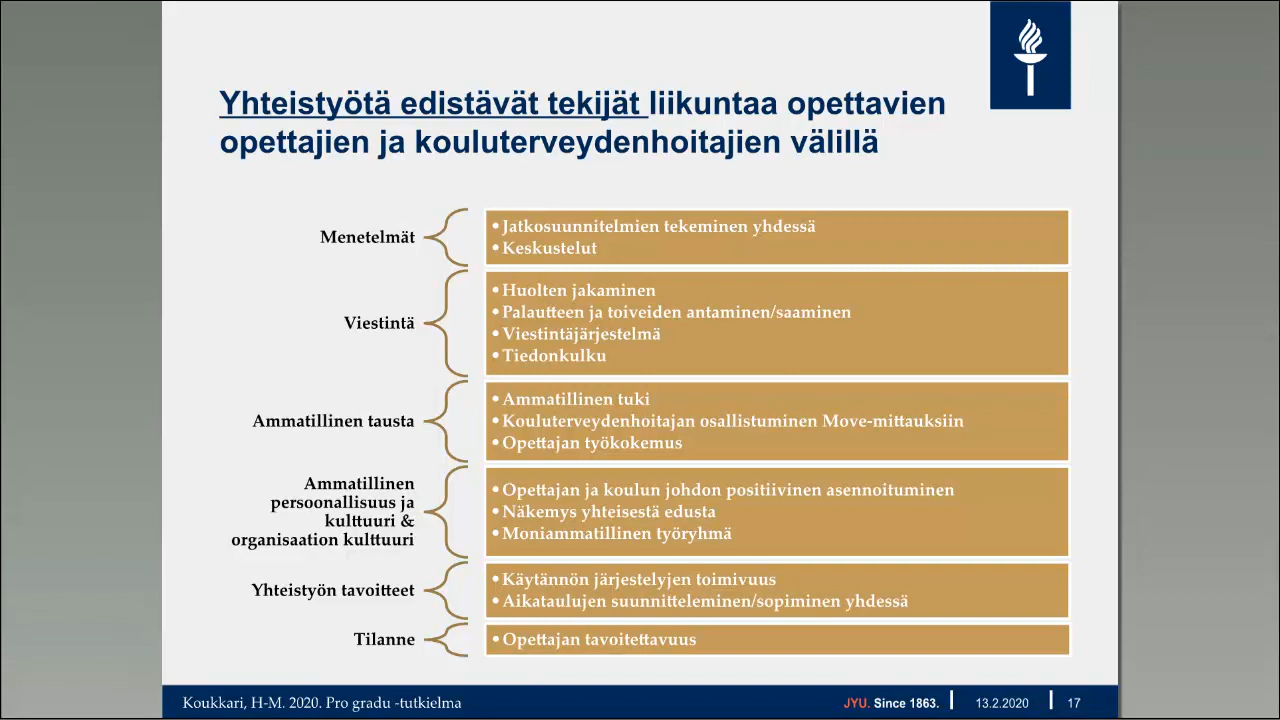 Yhteistyötä edistävät tekijät liikuntaa opettavien
opettajien ja kouluterveydenhoitajien välillä
Menetelmät
•Jatkosuunnitelmien tekeminen yhdessä
•Keskustelut
Viestintä
•Huolten jakaminen
•Palautteen ja toiveiden antaminen/saaminen
•Viestintäjärjestelmä
•Tiedonkulku
Ammatillinen tausta
•Ammatillinen tuki
•Kouluterveydenhoitajan osallistuminen Move-mittauksiin
•Opettajan työkokemus
Ammatillinen
persoonallisuus ja
kulttuuri &
organisaation kulttuuri
•Opettajan ja koulun johdon positiivinen asennoituminen
•Näkemys yhteisestä edusta
•Moniammatillinen työryhmä
Yhteistyön tavoitteet
•Käytännön järjestelyjen toimivuus
•Aikataulujen suunnitteleminen/sopiminen yhdessä
Tilanne
•Opettajan tavoitettavuus
Koukkari, H-M. 2020. Pro gradu -tutkielma
JYU. Since 1863.
13.2.2020
17